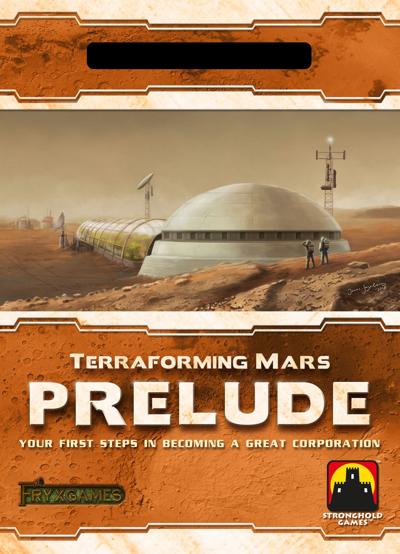 TERRAFORMING MARS
PRELUDE
YOUR FIRST STEPS IN BECOMING A GREAT CORPORATION
FRYXGAMES
STRONGHOLD
GAMES